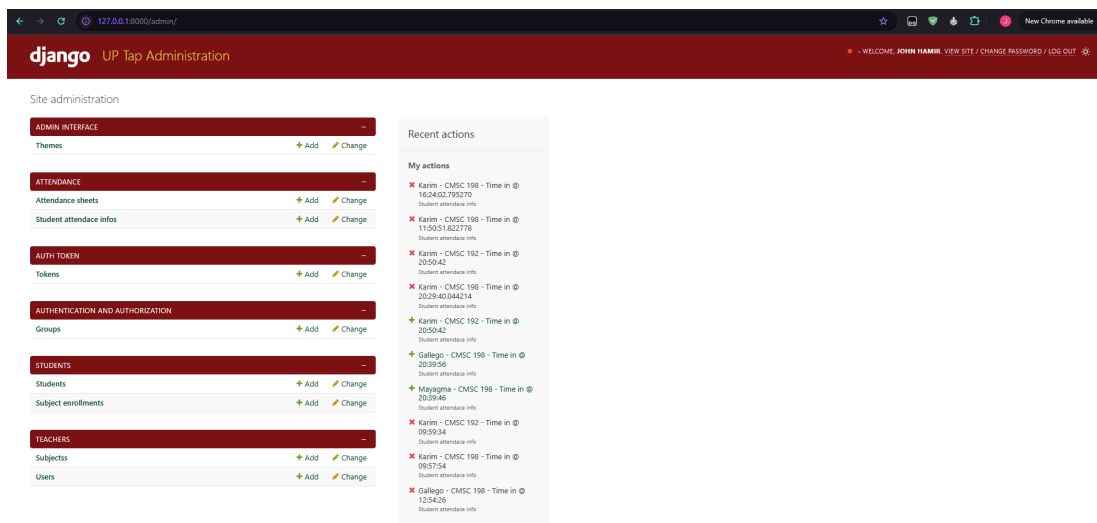 127.0.0.1:8000/admin/
New Chrome available
django UP Tap Administration
- WELCOME, JOHN HAMIR. VIEW SITE / CHANGE PASSWORD / LOG OUT
Site administration
ADMIN INTERFACE
Themes + Add Change
ATTENDANCE
Attendance sheets + Add Change
Student attendace infos + Add Change
AUTH TOKEN
Tokens + Add Change
AUTHENTICATION AND AUTHORIZATION
Groups + Add Change
STUDENTS
Students + Add Change
Subject enrollments + Add Change
TEACHERS
Subjectss + Add Change
Users + Add Change
Recent actions
My actions
Karim - CMSC 198 - Time in @
16:24:02.795270
Student attendace info
Karim - CMSC 198 - Time in @
11:50:51.822778
Student attendace info
Karim - CMSC 192 - Time in @
20:50:42
Student attendace info
Karim - CMSC 198 - Time in @
20:29:40.044214
Student attendace info
+ Karim - CMSC 192 - Time in @
20:50:42
Student attendace info
+ Gallego - CMSC 198 - Time in @
20:39:56
Student attendace info
+ Mayagma - CMSC 198 - Time in @
20:39:46
Student attendace info
Karim - CMSC 192 - Time in @
09:59:34
Student attendace info
Karim - CMSC 198 - Time in @
09:57:54
Student attendace info
Gallego - CMSC 198 - Time in @
12:54:26
Student attendace info